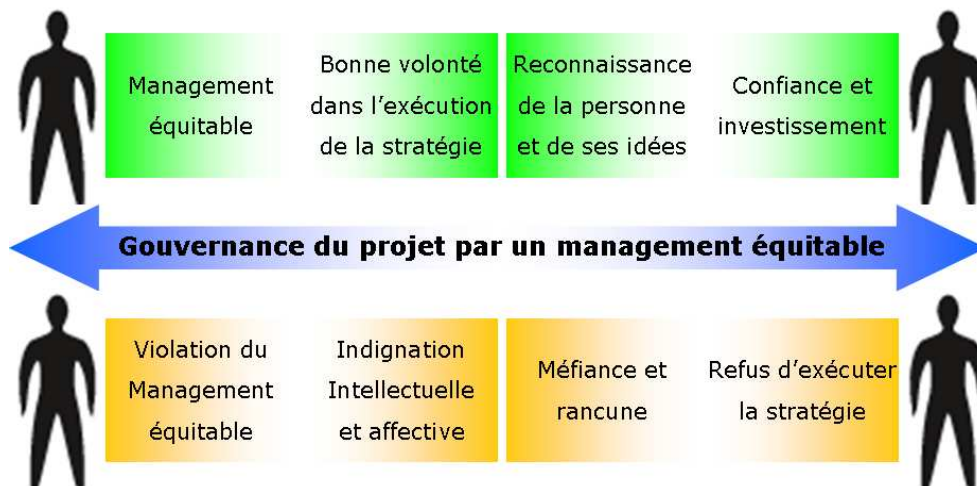 Management
équitable
Bonne volonté
dans l'exécution
de la stratégie
Reconnaissance
de la personne
et de ses idées
Confiance et
investissement
Gouvernance du projet par un management équitable
Violation du
Management
équitable
Indignation
Intellectuelle
et affective
Méfiance et
rancune
Refus d'exécuter
la stratégie